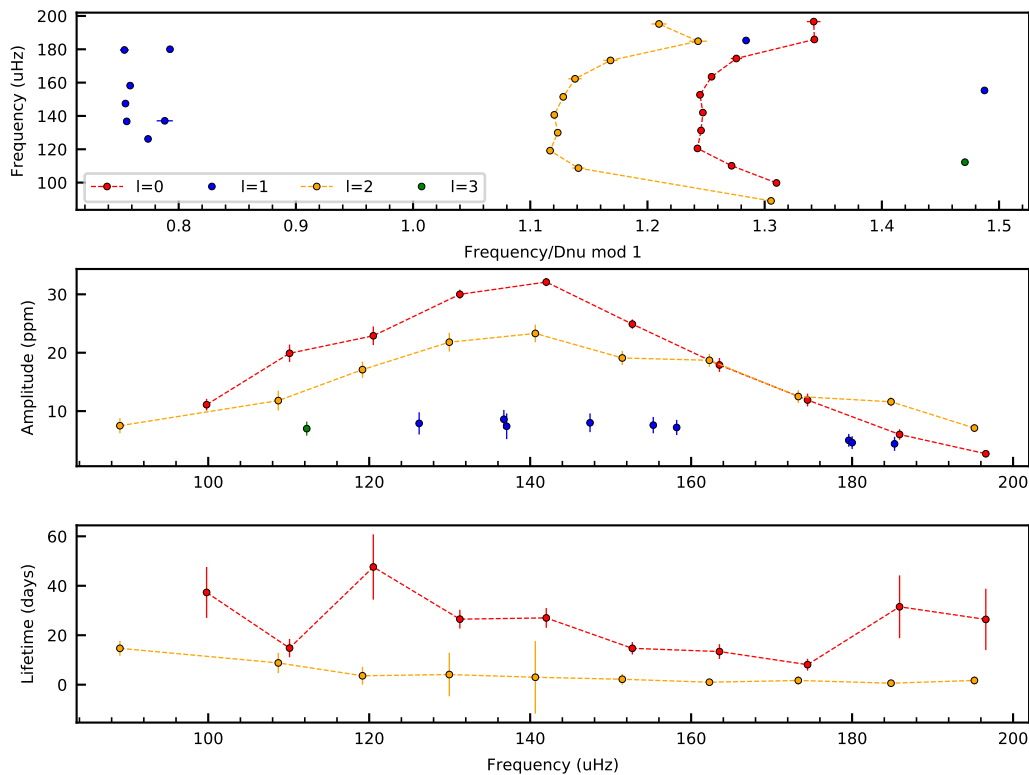 200
180
160
140
120
100
Frequency (uHz)
l=0 l=1 l=2 l=3
0.8 0.9 1.0 1.1 1.2 1.3 1.4 1.5
Frequency/Dnu mod 1
30
20
10
Amplitude (ppm)
100 120 140 160 180 200
60
40
20
0
Lifetime (days)
100 120 140 160 180 200
Frequency (uHz)